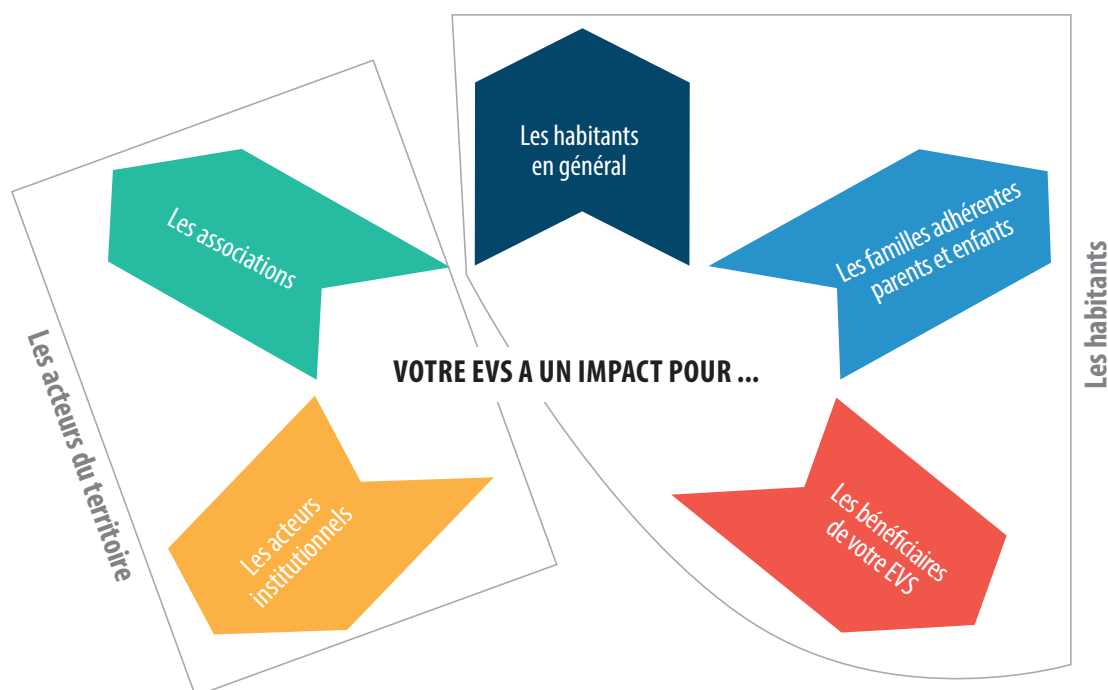 Les habitants
en général
Les familles adhérentes
parents et enfants
Les habitants
Les associations
VOTRE EVS A UN IMPACT POUR ...
Les acteurs du territoire
Les acteurs
institutionnels
Les bénéficiaires
de votre EVS